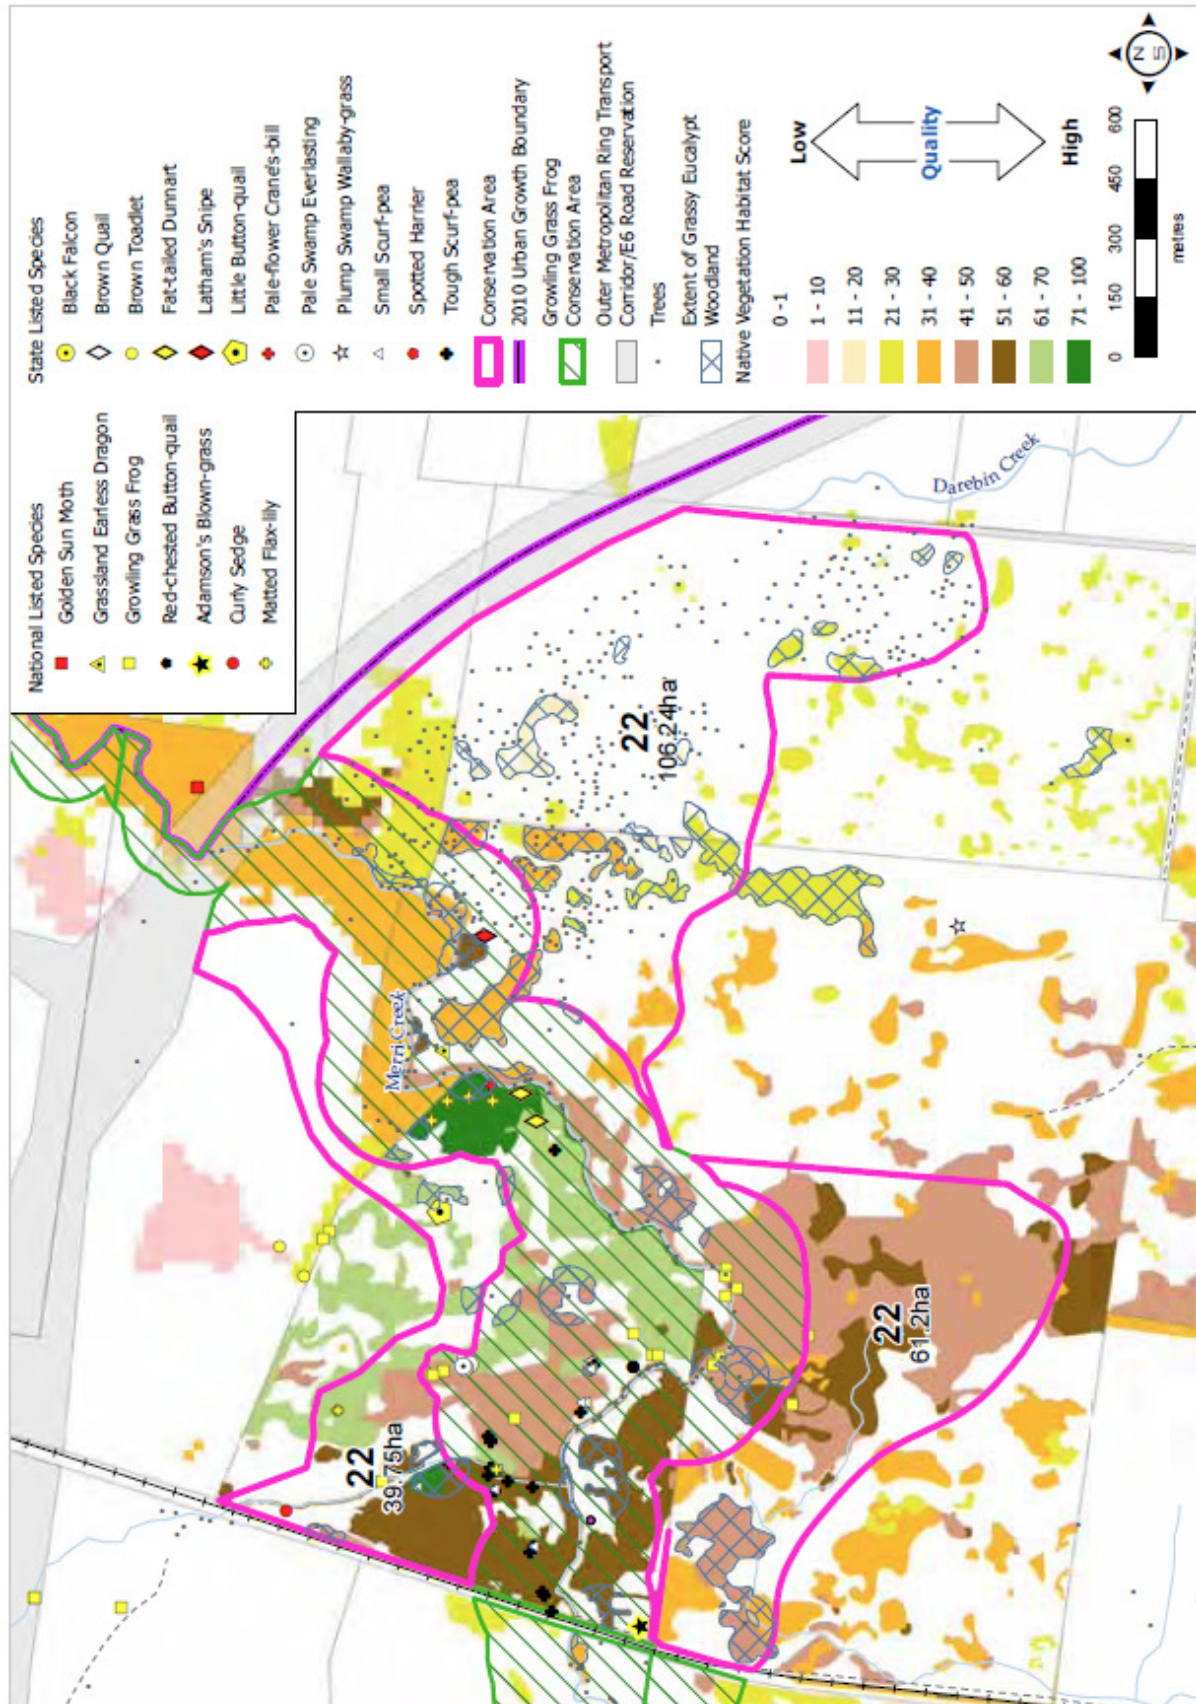 National Listed Species
Golden Sun Moth
Grassland Earless Dragon
Growling Grass Frog
Red-chested Button-quail
Adamson's Blown-grass
Curly Sedge
Matted Flax-lily
State Listed Species
Black Falcon
Brown Quail
Brown Toadlet
Fat-tailed Dunnart
Latham's Snipe
Little Button-quail
Pale-flower Crane's-bill
Pale Swamp Everlasting
Plump Swamp Wallaby-grass
Small Scurf-pea
Spotted Harrier
Tough Scurf-pea
Conservation Area
2010 Urban Growth Boundary
Growling Grass Frog
Conservation Area
Outer Metropolitan Ring Transport
Corridor/E6 Road Reservation
Trees
Extent of Grassy Eucalypt
Woodland
Native Vegetation Habitat Score
0 - 1
1 - 10
11 - 20
21 - 30
31 - 40
41 - 50
51 - 60
61 - 70
71 - 100
Low
Quality
High
0 150 300 450 600
metres
N
S
Merri Creek
Darebin Creek
22
39.75ha
22
61.2ha
22
106.24ha